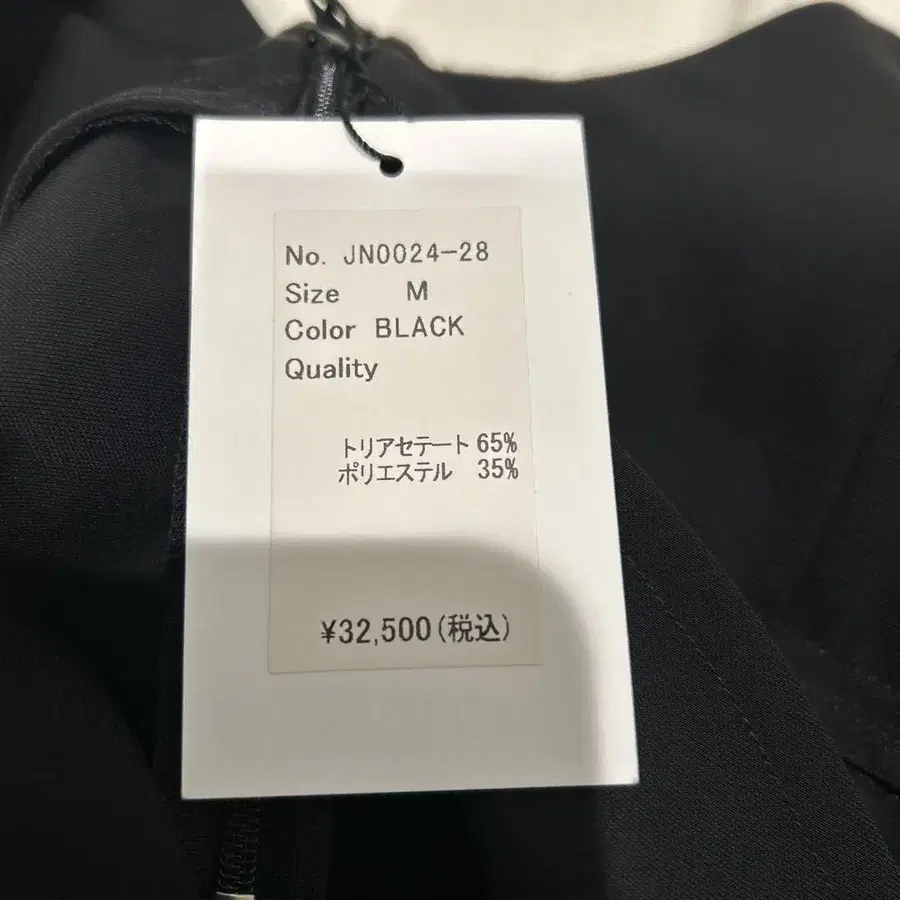 No. JN0024-28
Size M
Color BLACK
Quality
トリアセテート 65%
ポリエステル 35%
¥32,500(税込)